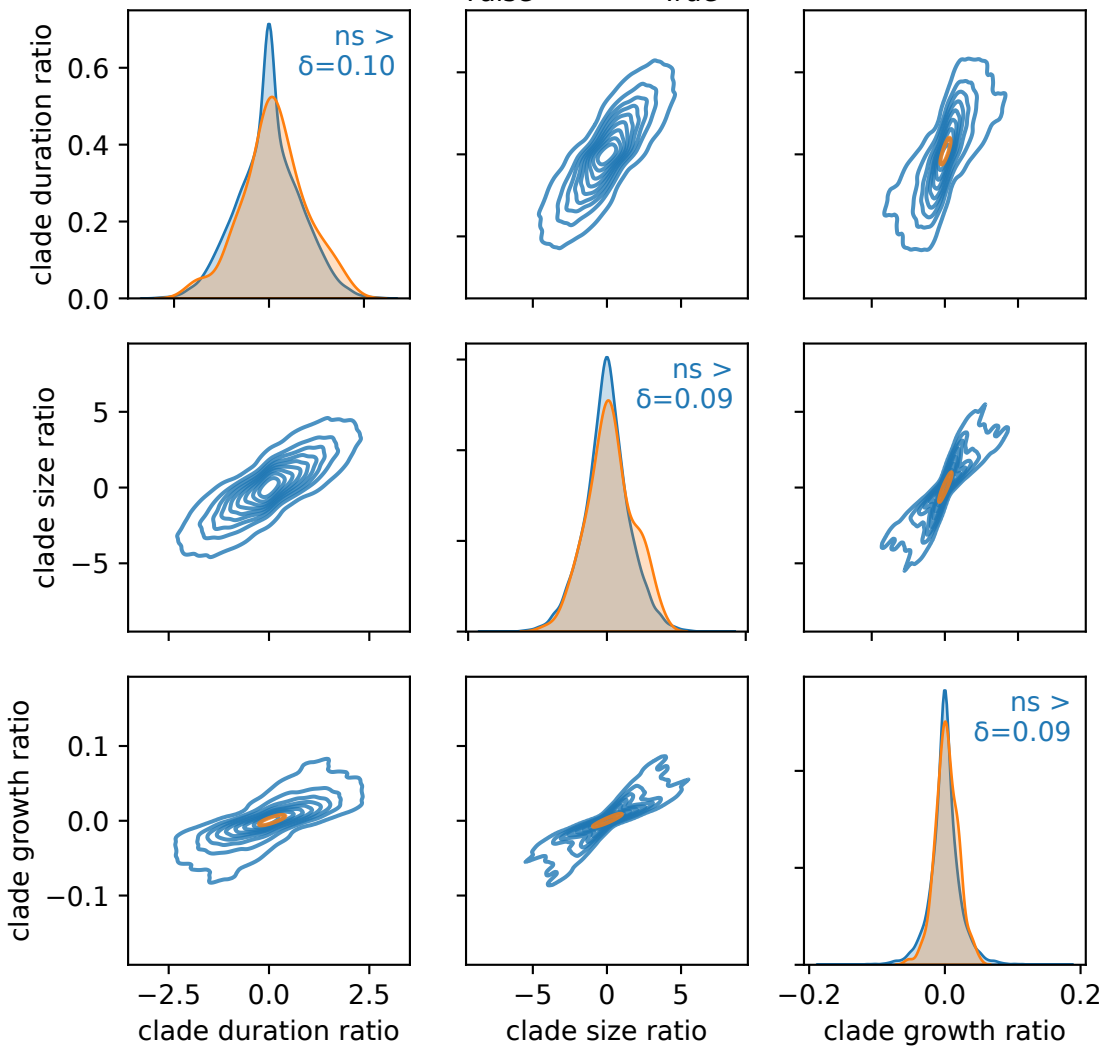 ns >
δ=0.10
clade duration ratio
0.6
0.4
0.2
0.0
ns >
δ=0.09
clade size ratio
5
0
−5
ns >
δ=0.09
clade growth ratio
0.1
0.0
−0.1
−2.5 0.0 2.5 −5 0 5 −0.2 0.0 0.2
clade duration ratio clade size ratio clade growth ratio